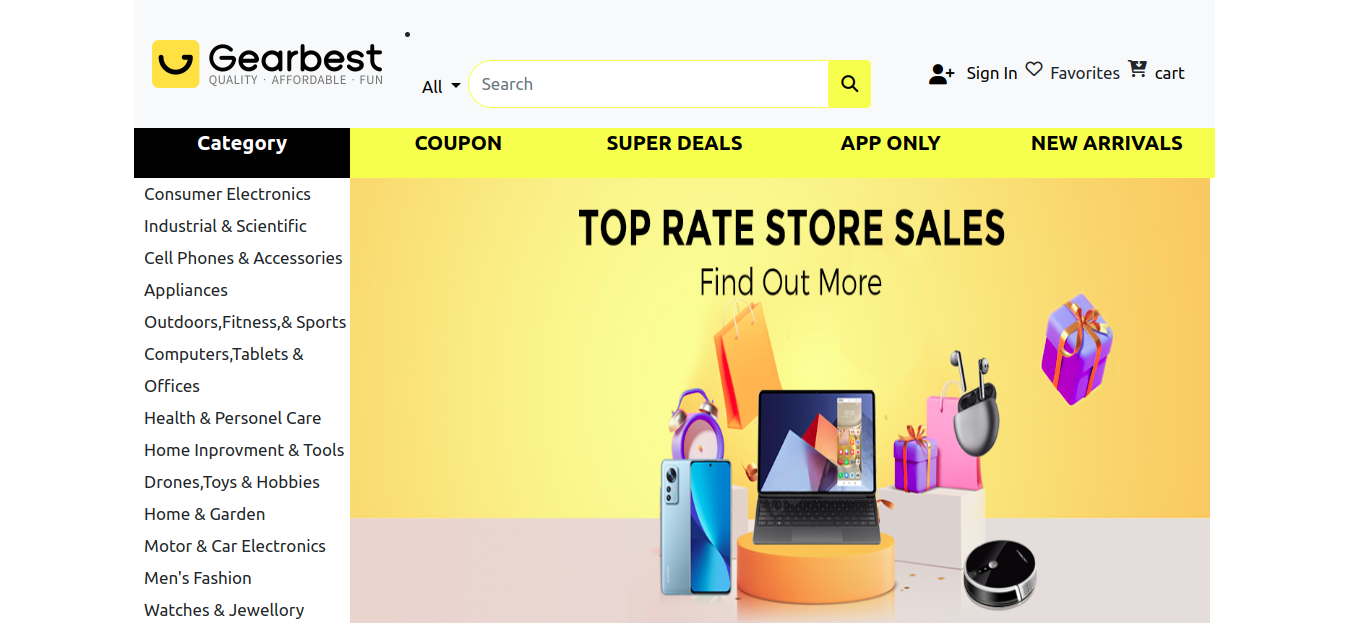 Gearbest
QUALITY · AFFORDABLE · FUN
All
Search
Sign In
Favorites
cart
Category
COUPON
SUPER DEALS
APP ONLY
NEW ARRIVALS
Consumer Electronics
Industrial & Scientific
Cell Phones & Accessories
Appliances
Outdoors,Fitness,& Sports
Computers,Tablets &
Offices
Health & Personel Care
Home Inprovment & Tools
Drones,Toys & Hobbies
Home & Garden
Motor & Car Electronics
Men's Fashion
Watches & Jewellory
TOP RATE STORE SALES
Find Out More